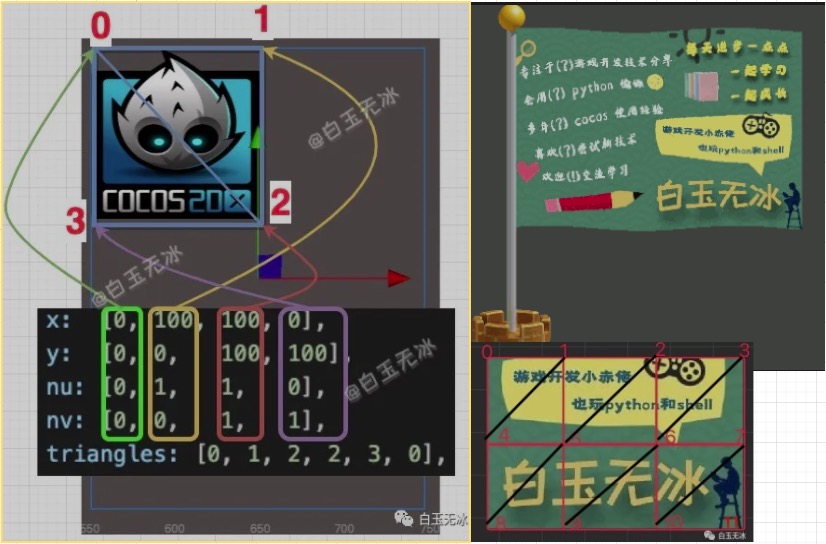 0
1
COCOS2DX
3
2
@白玉无冰
@白玉无冰
@白玉无冰
x: [0, 100, 100, 0],
y: [0, 0, 100, 100],
nu: [0, 1, 1, 0],
nv: [0, 0, 1, 1],
triangles: [0, 1, 2, 2, 3, 0],
550 600 650 700 750
白玉无冰
专注于(?)游戏开发技术分享
会用(?) python 偷懒
多年(?) cocos 使用经验
喜欢(?)尝试新技术
欢迎(!)交流学习
每天进步一点点
一起学习
一起成长
游戏开发小赤佬
也玩python和shell
白玉无冰
0 1 2 3
游戏开发小赤佬
也玩python和shell
4 5 6 7
白玉无冰
8 9 10 11
白玉无冰